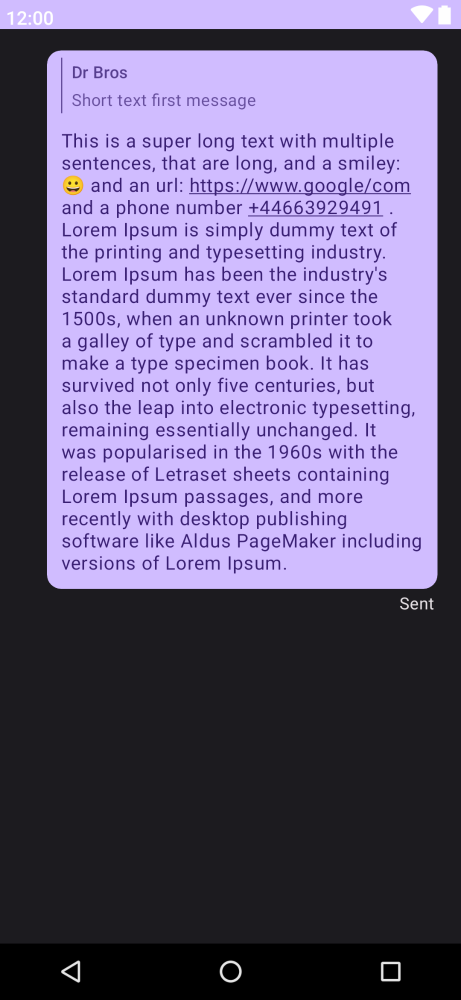 12:00
Dr Bros
Short text first message
This is a super long text with multiple
sentences, that are long, and a smiley:
😀 and an url: https://www.google/com
and a phone number +44663929491 .
Lorem Ipsum is simply dummy text of
the printing and typesetting industry.
Lorem Ipsum has been the industry's
standard dummy text ever since the
1500s, when an unknown printer took
a galley of type and scrambled it to
make a type specimen book. It has
survived not only five centuries, but
also the leap into electronic typesetting,
remaining essentially unchanged. It
was popularised in the 1960s with the
release of Letraset sheets containing
Lorem Ipsum passages, and more
recently with desktop publishing
software like Aldus PageMaker including
versions of Lorem Ipsum.
Sent